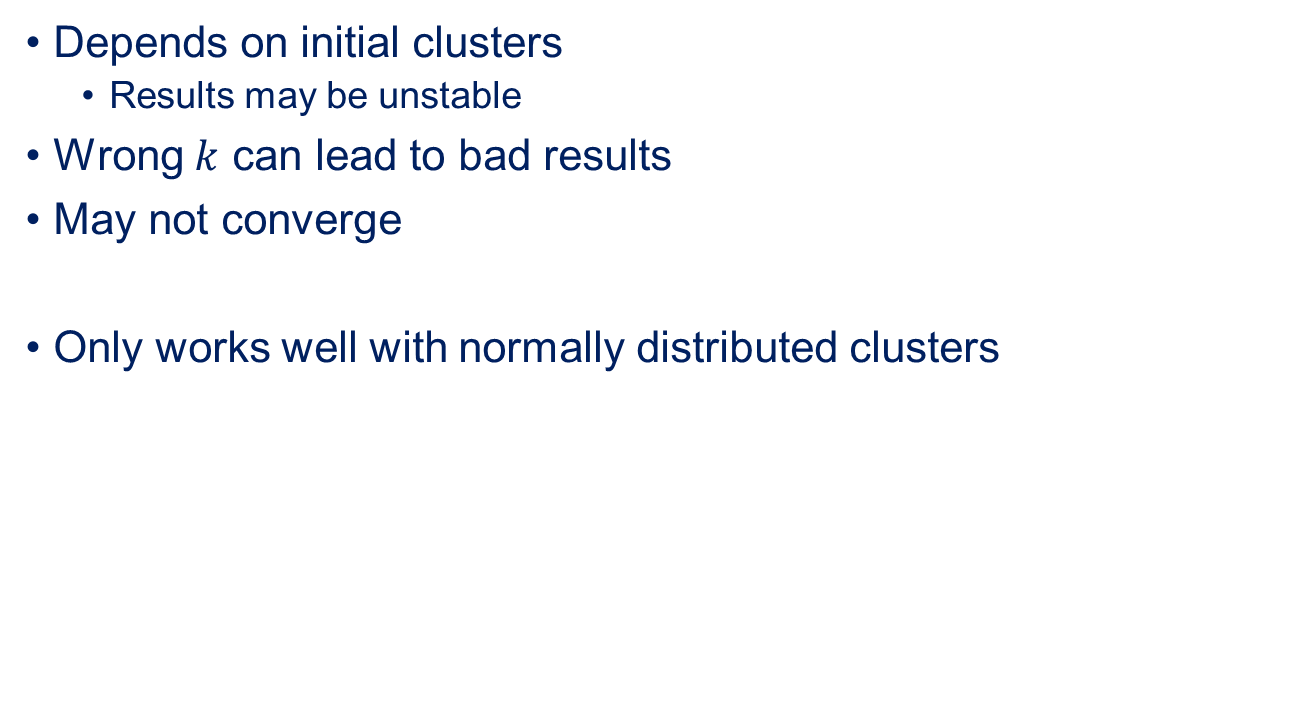 • Depends on initial clusters
• Results may be unstable
• Wrong k can lead to bad results
• May not converge
• Only works well with normally distributed clusters